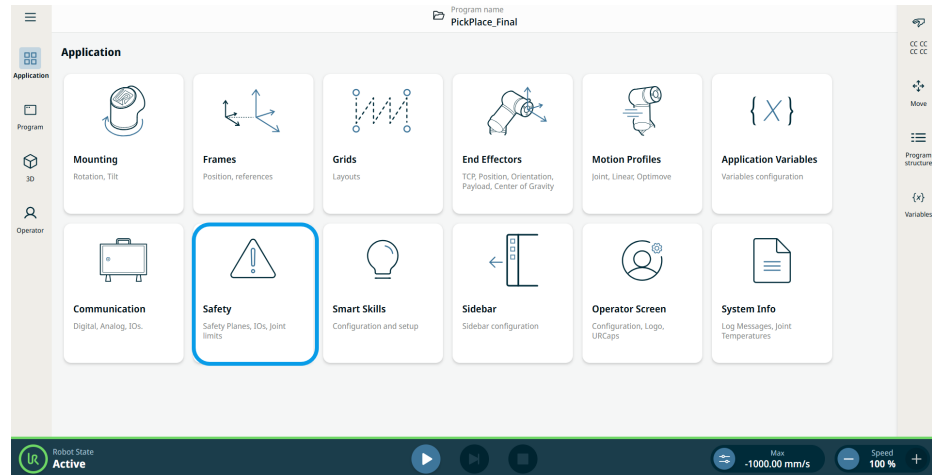 Program name
PickPlace_Final
Application
Application
Program
3D
Operator
Mounting
Rotation, Tilt
Frames
Position, references
Grids
Layouts
End Effectors
TCP, Position, Orientation,
Payload, Center of Gravity
Motion Profiles
Joint, Linear, Optimove
{X}
Application Variables
Variables configuration
Communication
Digital, Analog, IOs.
Safety
Safety Planes, IOs, Joint
limits
Smart Skills
Configuration and setup
Sidebar
Sidebar configuration
Operator Screen
Configuration, Logo,
URCaps
System Info
Log Messages, Joint
Temperatures
CC CC
CC CC
Move
Program
structure
{x}
Variables
UR
Robot State
Active
Max
-1000.00 mm/s
Speed
100 %